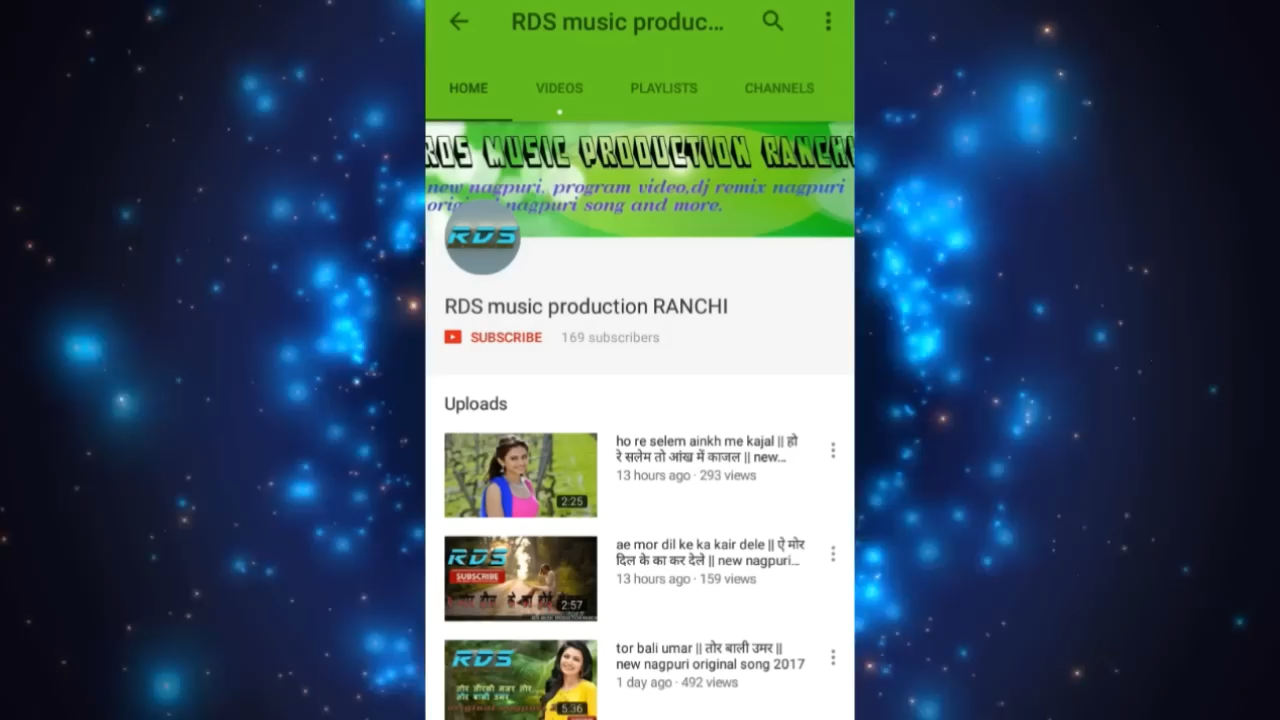 RDS music produc...
HOME VIDEOS PLAYLISTS CHANNELS
RDS MUSIC PRODUCTION RANCHI
new nagpuri, program video,dj remix nagpuri
nagpuri song and more.
RDS
RDS music production RANCHI
SUBSCRIBE 169 subscribers
Uploads
ho re selem ainkh me kajal || हो
रे सलेम तो आंख में काजल || new...
13 hours ago · 293 views
2:25
ae mor dil ke ka kair dele || ऐ मोर
दिल के का कर देले || new nagpuri...
13 hours ago · 159 views
RDS
SUBSCRIBE
2:57
tor bali umar || तोर बाली उमर ||
new nagpuri original song 2017
1 day ago · 492 views
RDS
तोर तीरछी नजर तोर
तोर बाली उमर
5:36